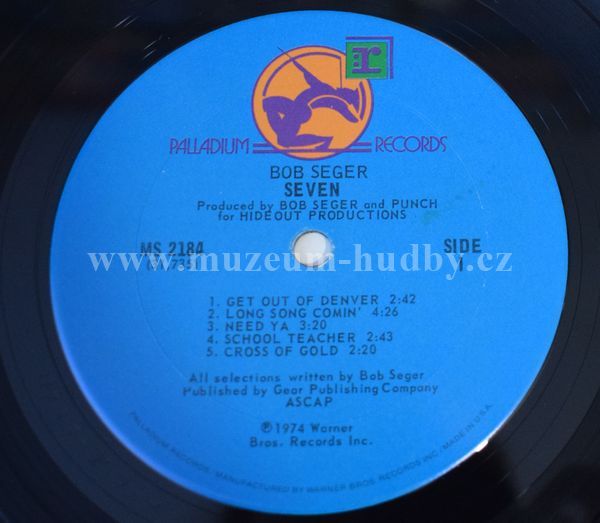 r
PALLADIUM RECORDS
BOB SEGER
SEVEN
Produced by BOB SEGER and PUNCH
for HIDEOUT PRODUCTIONS
MS 2184 SIDE
1
www.muzeum-hudby.cz
1. GET OUT OF DENVER 2:42
2. LONG SONG COMIN' 4:26
3. NEED YA 3:20
4. SCHOOL TEACHER 2:43
5. CROSS OF GOLD 2:20
All selections written by Bob Seger
Published by Gear Publishing Company
ASCAP
℗1974 Warner
Bros. Records Inc.
PALLADIUM RECORDS/MANUFACTURED BY WARNER BROS. RECORDS INC./MADE IN U.S.A.